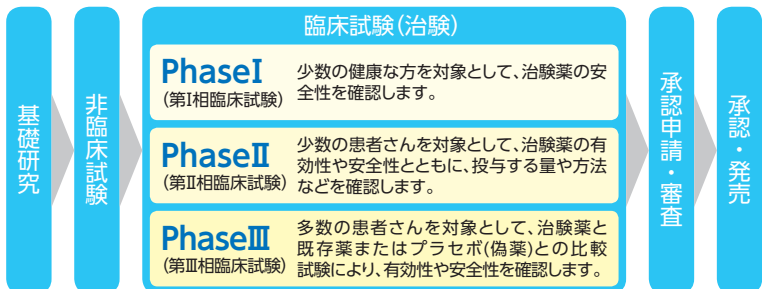 基礎研究
非臨床試験
臨床試験(治験)
PhaseⅠ
(第Ⅰ相臨床試験)
少数の健康な方を対象として、治験薬の安
全性を確認します。
PhaseⅡ
(第Ⅱ相臨床試験)
少数の患者さんを対象として、治験薬の有
効性や安全性とともに、投与する量や方法
などを確認します。
PhaseⅢ
(第Ⅲ相臨床試験)
多数の患者さんを対象として、治験薬と
既存薬またはプラセボ(偽薬)との比較
試験により、有効性や安全性を確認します。
承認申請・審査
承認・発売